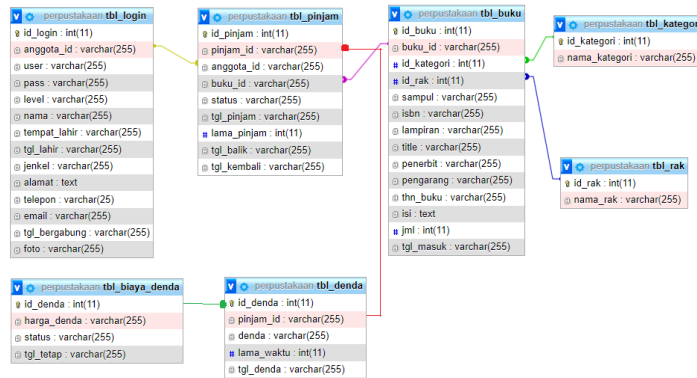 perpustakaan tbl_login
id_login : int(11)
anggota_id : varchar(255)
user : varchar(255)
pass : varchar(255)
level : varchar(255)
nama : varchar(255)
tempat_lahir : varchar(255)
tgl_lahir : varchar(255)
jenkel : varchar(255)
alamat : text
telepon : varchar(25)
email : varchar(255)
tgl_bergabung : varchar(255)
foto : varchar(255)
perpustakaan tbl_pinjam
id_pinjam : int(11)
pinjam_id : varchar(255)
anggota_id : varchar(255)
buku_id : varchar(255)
status : varchar(255)
tgl_pinjam : varchar(255)
# lama_pinjam : int(11)
tgl_balik : varchar(255)
tgl_kembali : varchar(255)
perpustakaan tbl_buku
id_buku : int(11)
buku_id : varchar(255)
# id_kategori : int(11)
# id_rak : int(11)
sampul : varchar(255)
isbn : varchar(255)
lampiran : varchar(255)
title : varchar(255)
penerbit : varchar(255)
pengarang : varchar(255)
thn_buku : varchar(255)
isi : text
# jml : int(11)
tgl_masuk : varchar(255)
perpustakaan tbl_kategori
id_kategori : int(11)
nama_kategori : varchar(255)
perpustakaan tbl_rak
id_rak : int(11)
nama_rak : varchar(255)
perpustakaan tbl_biaya_denda
id_denda : int(11)
harga_denda : varchar(255)
status : varchar(255)
tgl_tetap : varchar(255)
perpustakaan tbl_denda
id_denda : int(11)
pinjam_id : varchar(255)
denda : varchar(255)
# lama_waktu : int(11)
tgl_denda : varchar(255)